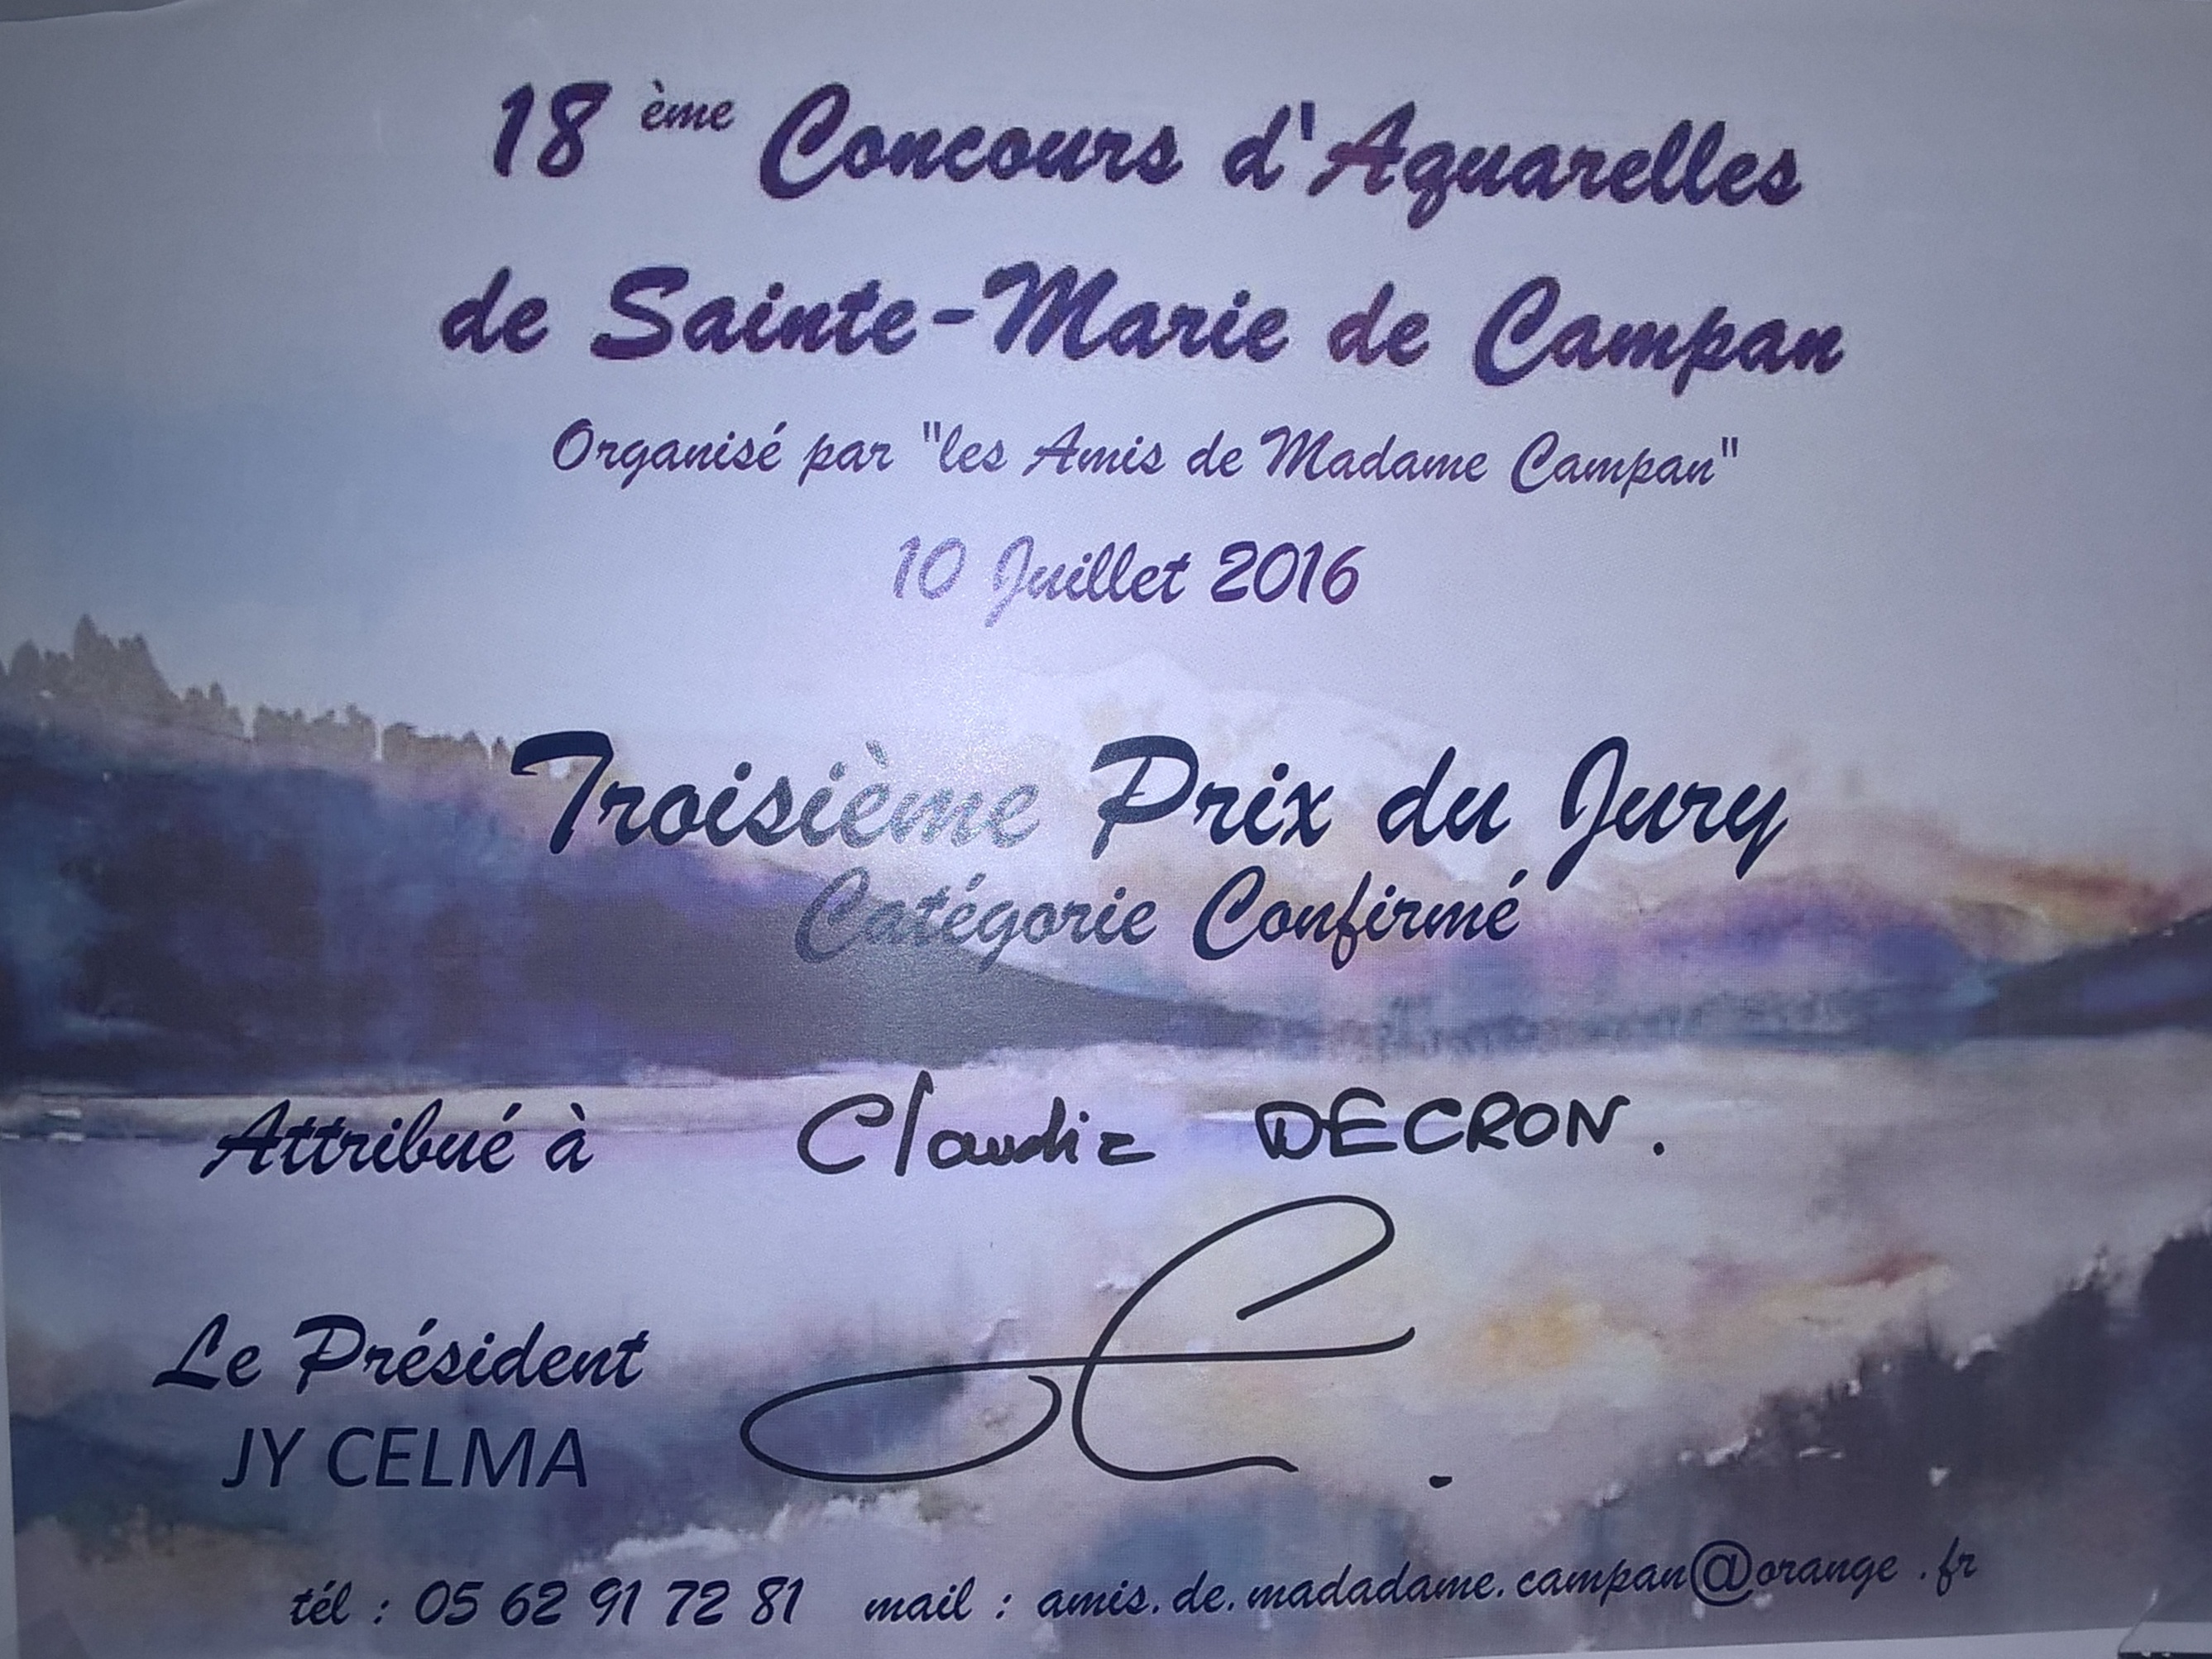 18 ème Concours d'Aquarelles
de Sainte-Marie de Campan
Organisé par "les Amis de Madame Campan"
10 Juillet 2016
Troisième Prix du Jury
Catégorie Confirmé
Attribué à Claudia DECRON.
Le Président
JY CELMA
tél : 05 62 91 72 81 mail : amis.de.madadame.campan@orange .fr